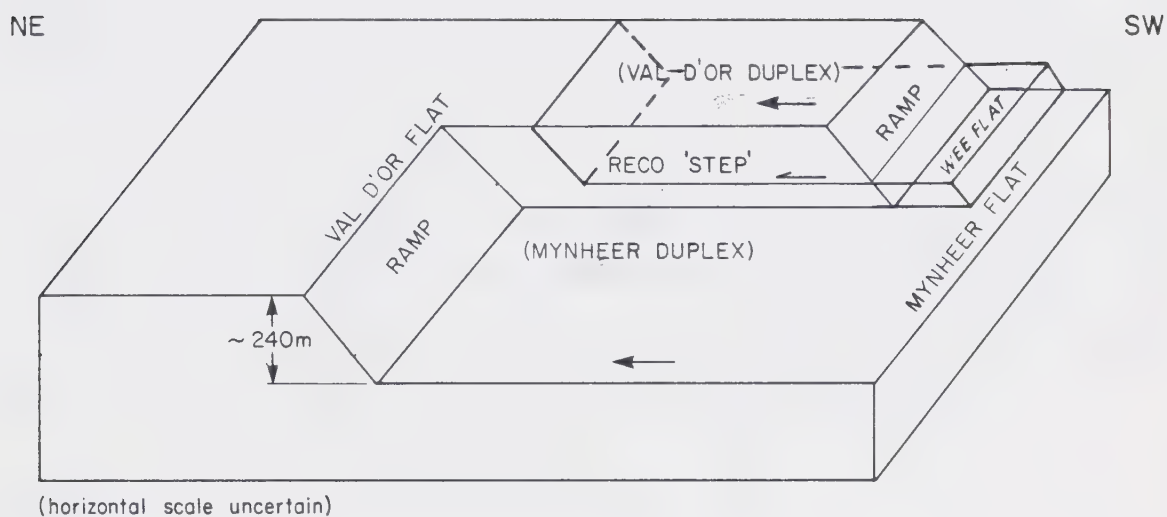 NE
SW
(VAL D'OR DUPLEX)
RAMP
WEE FLAT
VAL D'OR FLAT
RECO 'STEP'
RAMP
(MYNHEER DUPLEX)
MYNHEER FLAT
~240m
(horizontal scale uncertain)